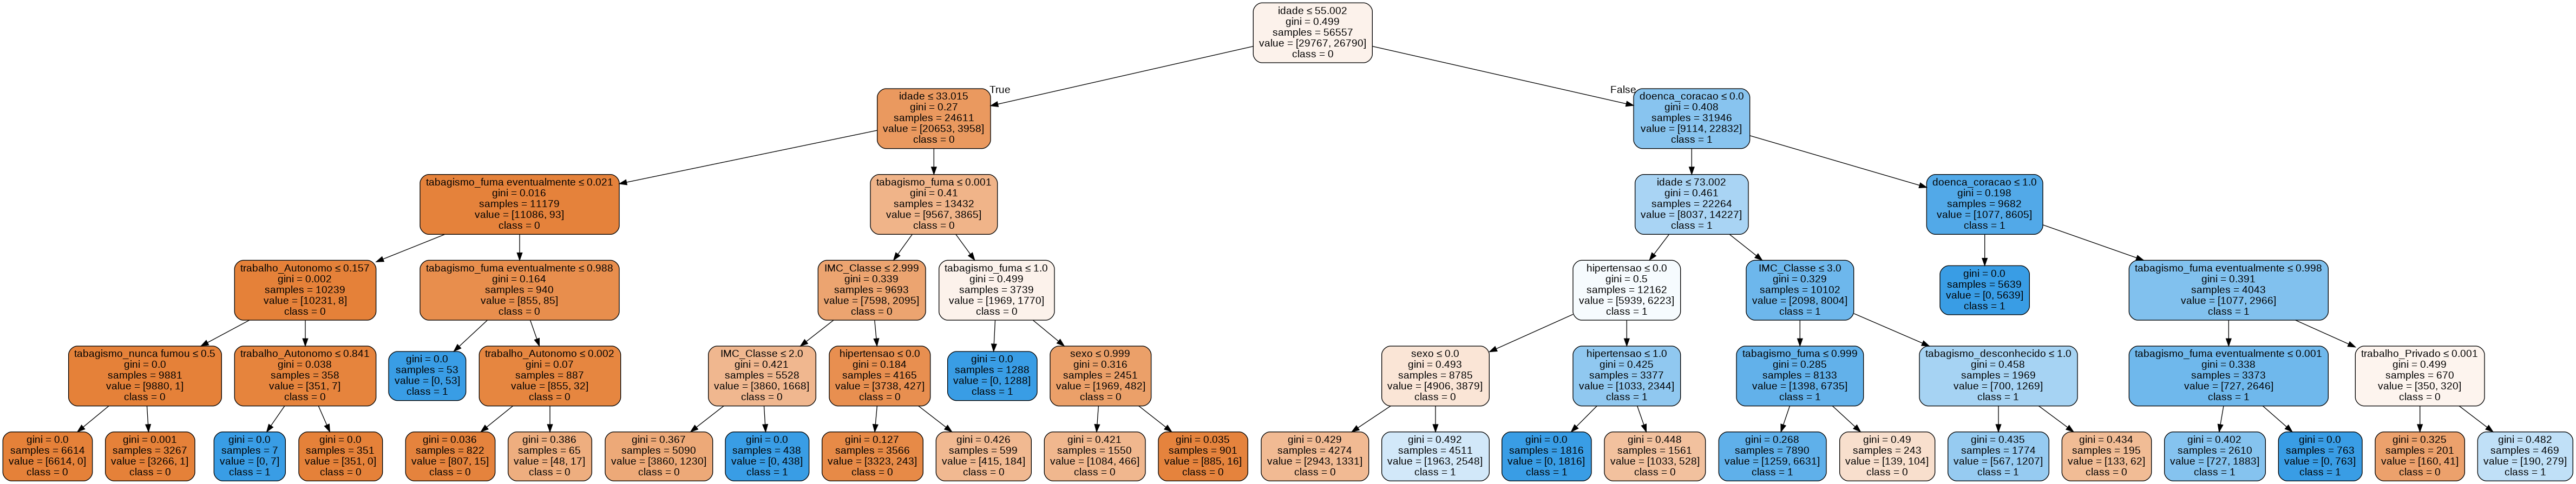 idade ≤ 55.002
gini = 0.499
samples = 56557
value = [29767, 26790]
class = 0
True
False
idade ≤ 33.015
gini = 0.27
samples = 24611
value = [20653, 3958]
class = 0
doenca_coracao ≤ 0.0
gini = 0.408
samples = 31946
value = [9114, 22832]
class = 1
tabagismo_fuma eventualmente ≤ 0.021
gini = 0.016
samples = 11179
value = [11086, 93]
class = 0
tabagismo_fuma ≤ 0.001
gini = 0.41
samples = 13432
value = [9567, 3865]
class = 0
idade ≤ 73.002
gini = 0.461
samples = 22264
value = [8037, 14227]
class = 1
doenca_coracao ≤ 1.0
gini = 0.198
samples = 9682
value = [1077, 8605]
class = 1
trabalho_Autonomo ≤ 0.157
gini = 0.002
samples = 10239
value = [10231, 8]
class = 0
tabagismo_fuma eventualmente ≤ 0.988
gini = 0.164
samples = 940
value = [855, 85]
class = 0
IMC_Classe ≤ 2.999
gini = 0.339
samples = 9693
value = [7598, 2095]
class = 0
tabagismo_fuma ≤ 1.0
gini = 0.499
samples = 3739
value = [1969, 1770]
class = 0
hipertensao ≤ 0.0
gini = 0.5
samples = 12162
value = [5939, 6223]
class = 1
IMC_Classe ≤ 3.0
gini = 0.329
samples = 10102
value = [2098, 8004]
class = 1
gini = 0.0
samples = 5639
value = [0, 5639]
class = 1
tabagismo_fuma eventualmente ≤ 0.998
gini = 0.391
samples = 4043
value = [1077, 2966]
class = 1
tabagismo_nunca fumou ≤ 0.5
gini = 0.0
samples = 9881
value = [9880, 1]
class = 0
trabalho_Autonomo ≤ 0.841
gini = 0.038
samples = 358
value = [351, 7]
class = 0
gini = 0.0
samples = 53
value = [0, 53]
class = 1
trabalho_Autonomo ≤ 0.002
gini = 0.07
samples = 887
value = [855, 32]
class = 0
IMC_Classe ≤ 2.0
gini = 0.421
samples = 5528
value = [3860, 1668]
class = 0
hipertensao ≤ 0.0
gini = 0.184
samples = 4165
value = [3738, 427]
class = 0
gini = 0.0
samples = 1288
value = [0, 1288]
class = 1
sexo ≤ 0.999
gini = 0.316
samples = 2451
value = [1969, 482]
class = 0
sexo ≤ 0.0
gini = 0.493
samples = 8785
value = [4906, 3879]
class = 0
hipertensao ≤ 1.0
gini = 0.425
samples = 3377
value = [1033, 2344]
class = 1
tabagismo_fuma ≤ 0.999
gini = 0.285
samples = 8133
value = [1398, 6735]
class = 1
tabagismo_desconhecido ≤ 1.0
gini = 0.458
samples = 1969
value = [700, 1269]
class = 1
tabagismo_fuma eventualmente ≤ 0.001
gini = 0.338
samples = 3373
value = [727, 2646]
class = 1
trabalho_Privado ≤ 0.001
gini = 0.499
samples = 670
value = [350, 320]
class = 0
gini = 0.0
samples = 6614
value = [6614, 0]
class = 0
gini = 0.001
samples = 3267
value = [3266, 1]
class = 0
gini = 0.0
samples = 7
value = [0, 7]
class = 1
gini = 0.0
samples = 351
value = [351, 0]
class = 0
gini = 0.036
samples = 822
value = [807, 15]
class = 0
gini = 0.386
samples = 65
value = [48, 17]
class = 0
gini = 0.367
samples = 5090
value = [3860, 1230]
class = 0
gini = 0.0
samples = 438
value = [0, 438]
class = 1
gini = 0.127
samples = 3566
value = [3323, 243]
class = 0
gini = 0.426
samples = 599
value = [415, 184]
class = 0
gini = 0.421
samples = 1550
value = [1084, 466]
class = 0
gini = 0.035
samples = 901
value = [885, 16]
class = 0
gini = 0.429
samples = 4274
value = [2943, 1331]
class = 0
gini = 0.492
samples = 4511
value = [1963, 2548]
class = 1
gini = 0.0
samples = 1816
value = [0, 1816]
class = 1
gini = 0.448
samples = 1561
value = [1033, 528]
class = 0
gini = 0.268
samples = 7890
value = [1259, 6631]
class = 1
gini = 0.49
samples = 243
value = [139, 104]
class = 0
gini = 0.435
samples = 1774
value = [567, 1207]
class = 1
gini = 0.434
samples = 195
value = [133, 62]
class = 0
gini = 0.402
samples = 2610
value = [727, 1883]
class = 1
gini = 0.0
samples = 763
value = [0, 763]
class = 1
gini = 0.325
samples = 201
value = [160, 41]
class = 0
gini = 0.482
samples = 469
value = [190, 279]
class = 1